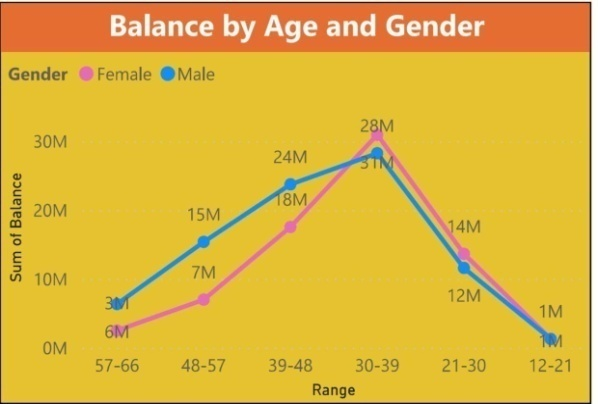 Balance by Age and Gender
Gender Female Male
Sum of Balance
30M
20M
10M
0M
28M
31M
24M
18M
15M
7M
14M
12M
3M
6M
1M
1M
57-66 48-57 39-48 30-39 21-30 12-21
Range